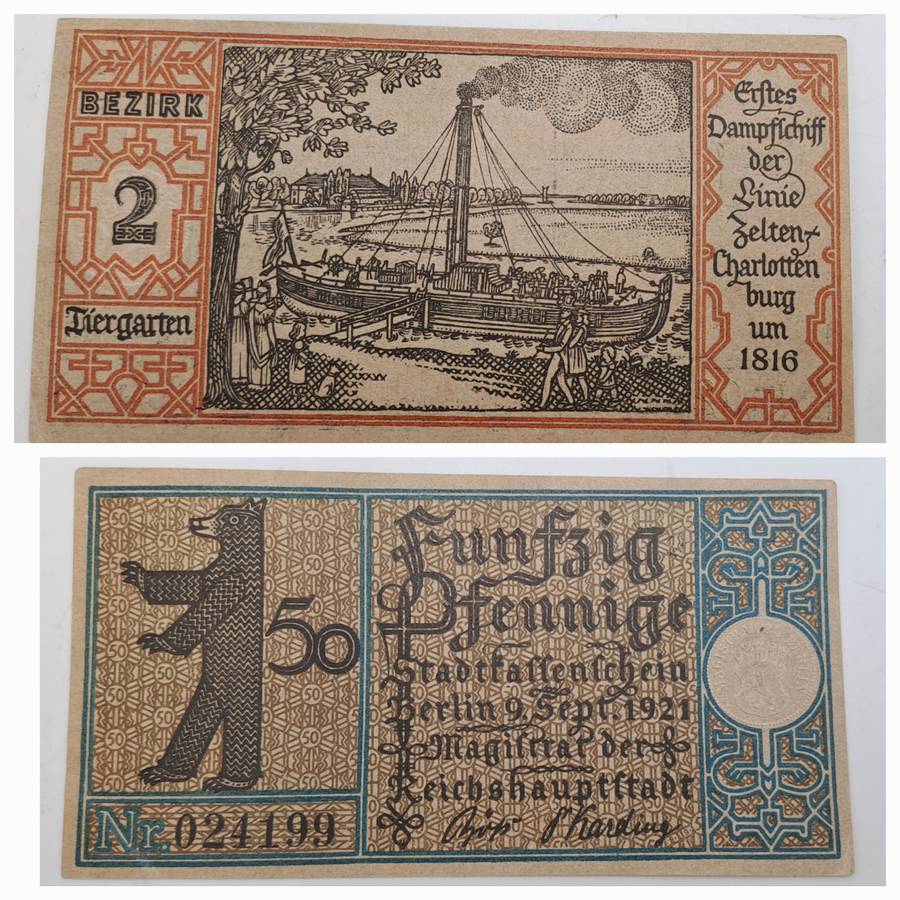 BEZIRK
2
Tiergarten
Erſtes
Dampfſchiff
der
Linie
Zelten-
Charlotten
burg
um
1816
50
Funfzig
Pfennige
Stadtkaſſenſchein
Berlin 9. Sept. 1921
Magiſtrat der
Reichshauptſtadt
Nr. 024199